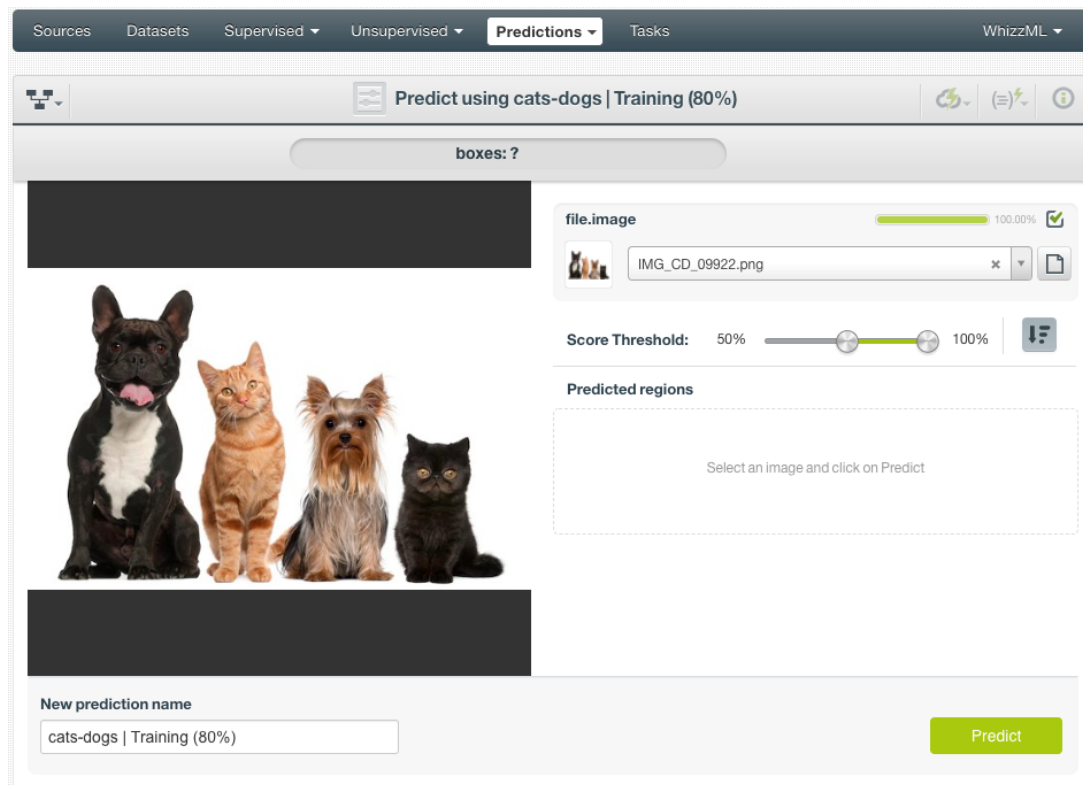 Sources Datasets Supervised Unsupervised Predictions Tasks WhizzML
Predict using cats-dogs | Training (80%)
boxes: ?
file.image 100.00%
IMG_CD_09922.png
Score Threshold: 50% 100%
Predicted regions
Select an image and click on Predict
New prediction name
cats-dogs | Training (80%)
Predict